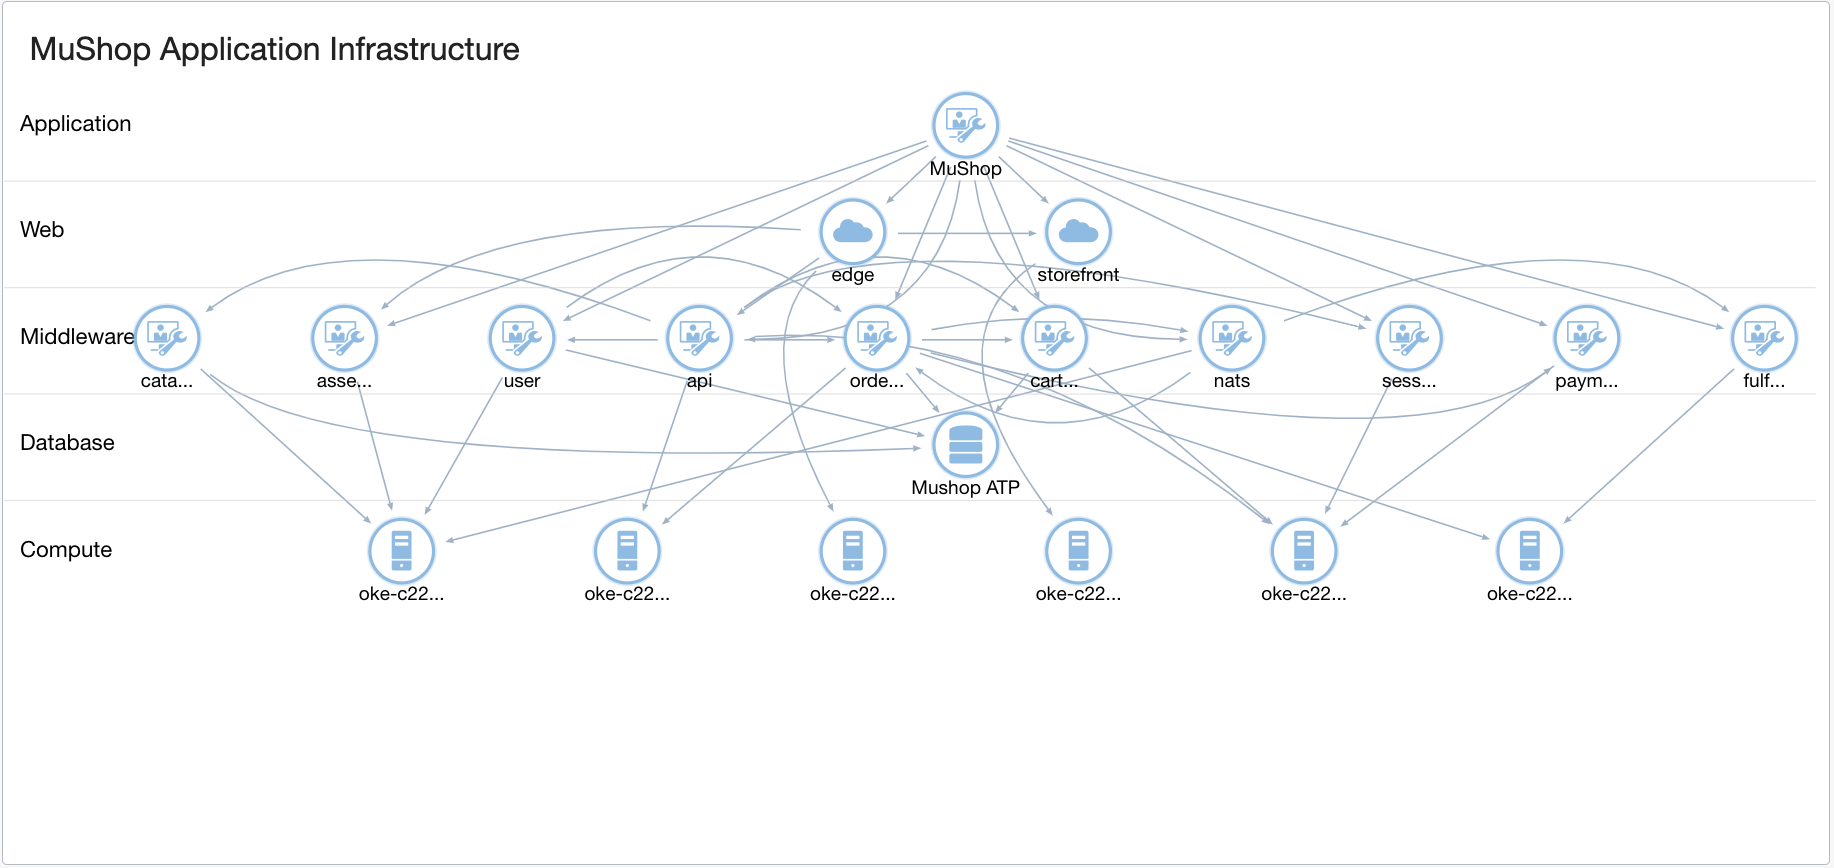 MuShop Application Infrastructure
Application
MuShop
Web
edge
storefront
Middleware
cata...
asse...
user
api
orde...
cart...
nats
sess...
paym...
fulf...
Database
Mushop ATP
Compute
oke-c22...
oke-c22...
oke-c22...
oke-c22...
oke-c22...
oke-c22...